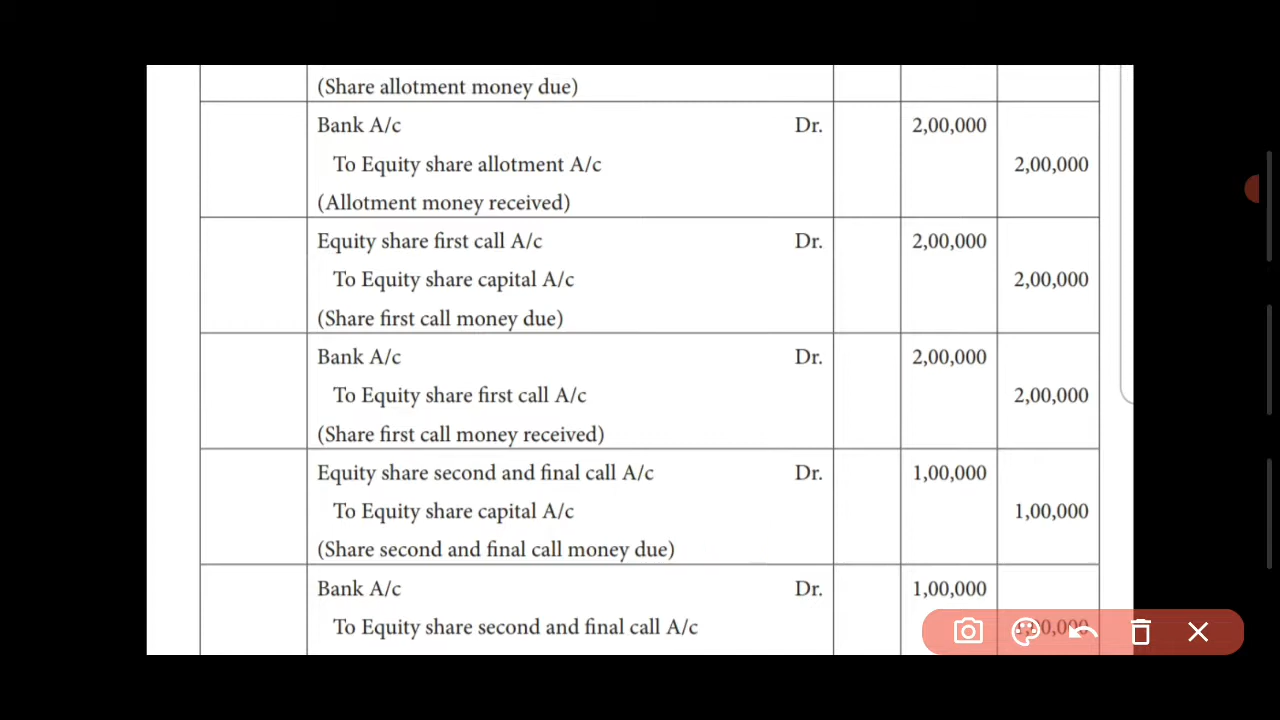 (Share allotment money due)
Bank A/c Dr. 2,00,000
To Equity share allotment A/c 2,00,000
(Allotment money received)
Equity share first call A/c Dr. 2,00,000
To Equity share capital A/c 2,00,000
(Share first call money due)
Bank A/c Dr. 2,00,000
To Equity share first call A/c 2,00,000
(Share first call money received)
Equity share second and final call A/c Dr. 1,00,000
To Equity share capital A/c 1,00,000
(Share second and final call money due)
Bank A/c Dr. 1,00,000
To Equity share second and final call A/c